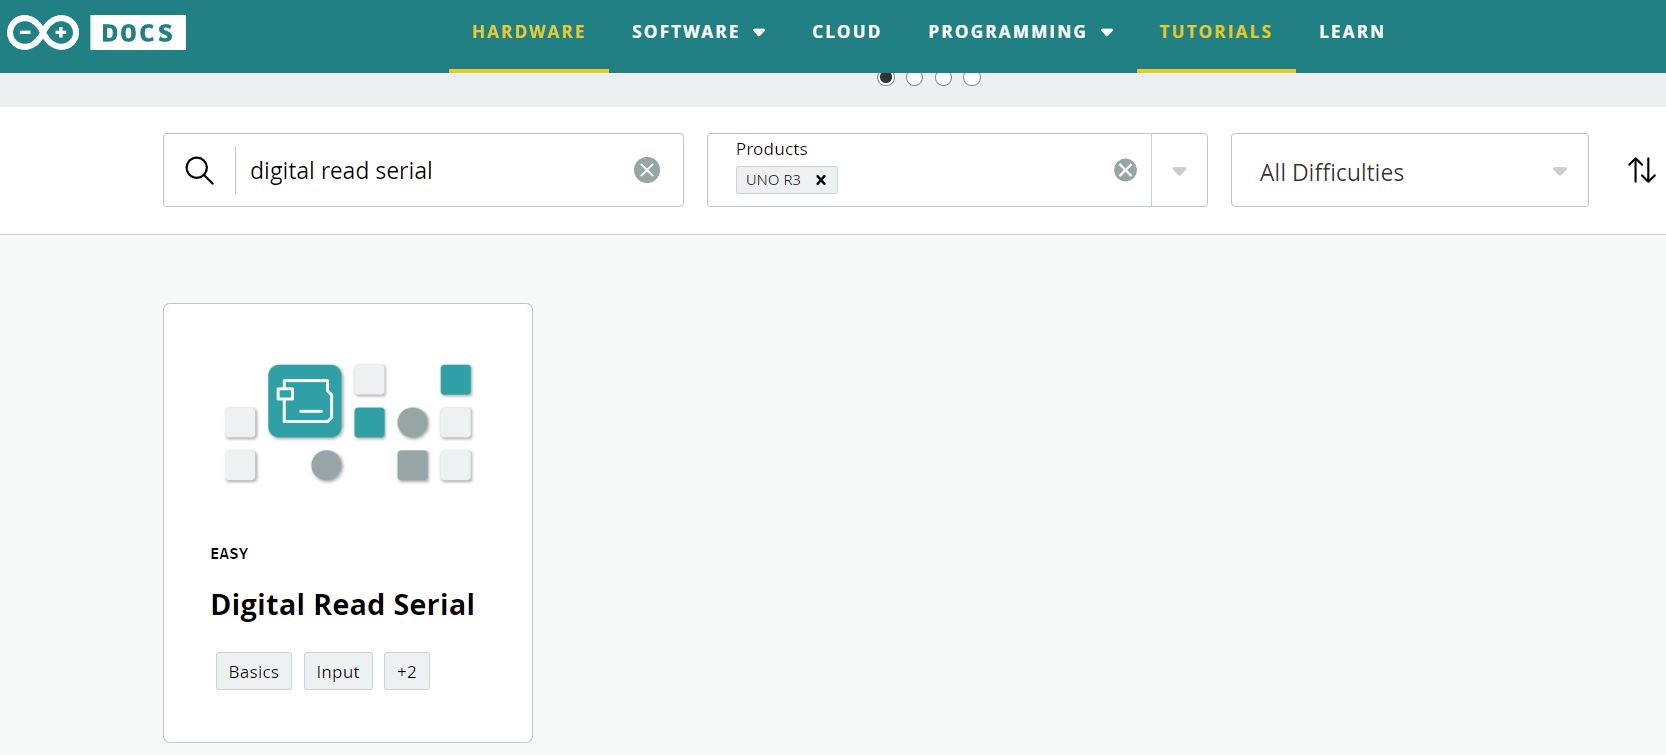 DOCS HARDWARE SOFTWARE CLOUD PROGRAMMING TUTORIALS LEARN
digital read serial
Products
UNO R3
All Difficulties
EASY
Digital Read Serial
Basics Input +2